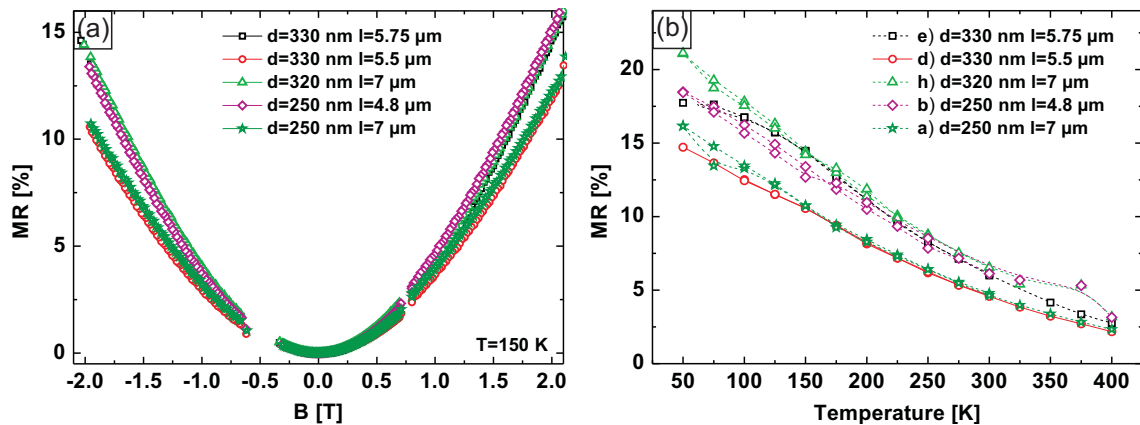 (a)
d=330 nm l=5.75 µm
d=330 nm l=5.5 µm
d=320 nm l=7 µm
d=250 nm l=4.8 µm
d=250 nm l=7 µm
MR [%]
15
10
5
0
T=150 K
-2.0 -1.5 -1.0 -0.5 0.0 0.5 1.0 1.5 2.0
B [T]
(b)
e) d=330 nm l=5.75 µm
d) d=330 nm l=5.5 µm
h) d=320 nm l=7 µm
b) d=250 nm l=4.8 µm
a) d=250 nm l=7 µm
MR [%]
20
15
10
5
0
50 100 150 200 250 300 350 400
Temperature [K]